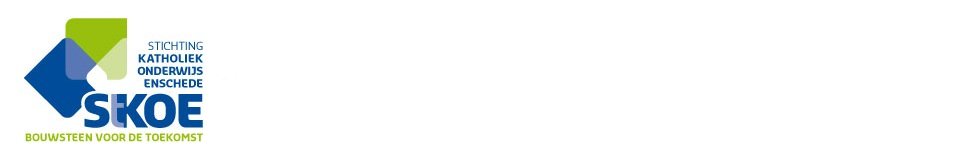 STICHTING
KATHOLIEK
ONDERWIJS
ENSCHEDE
StKOE
BOUWSTEEN VOOR DE TOEKOMST